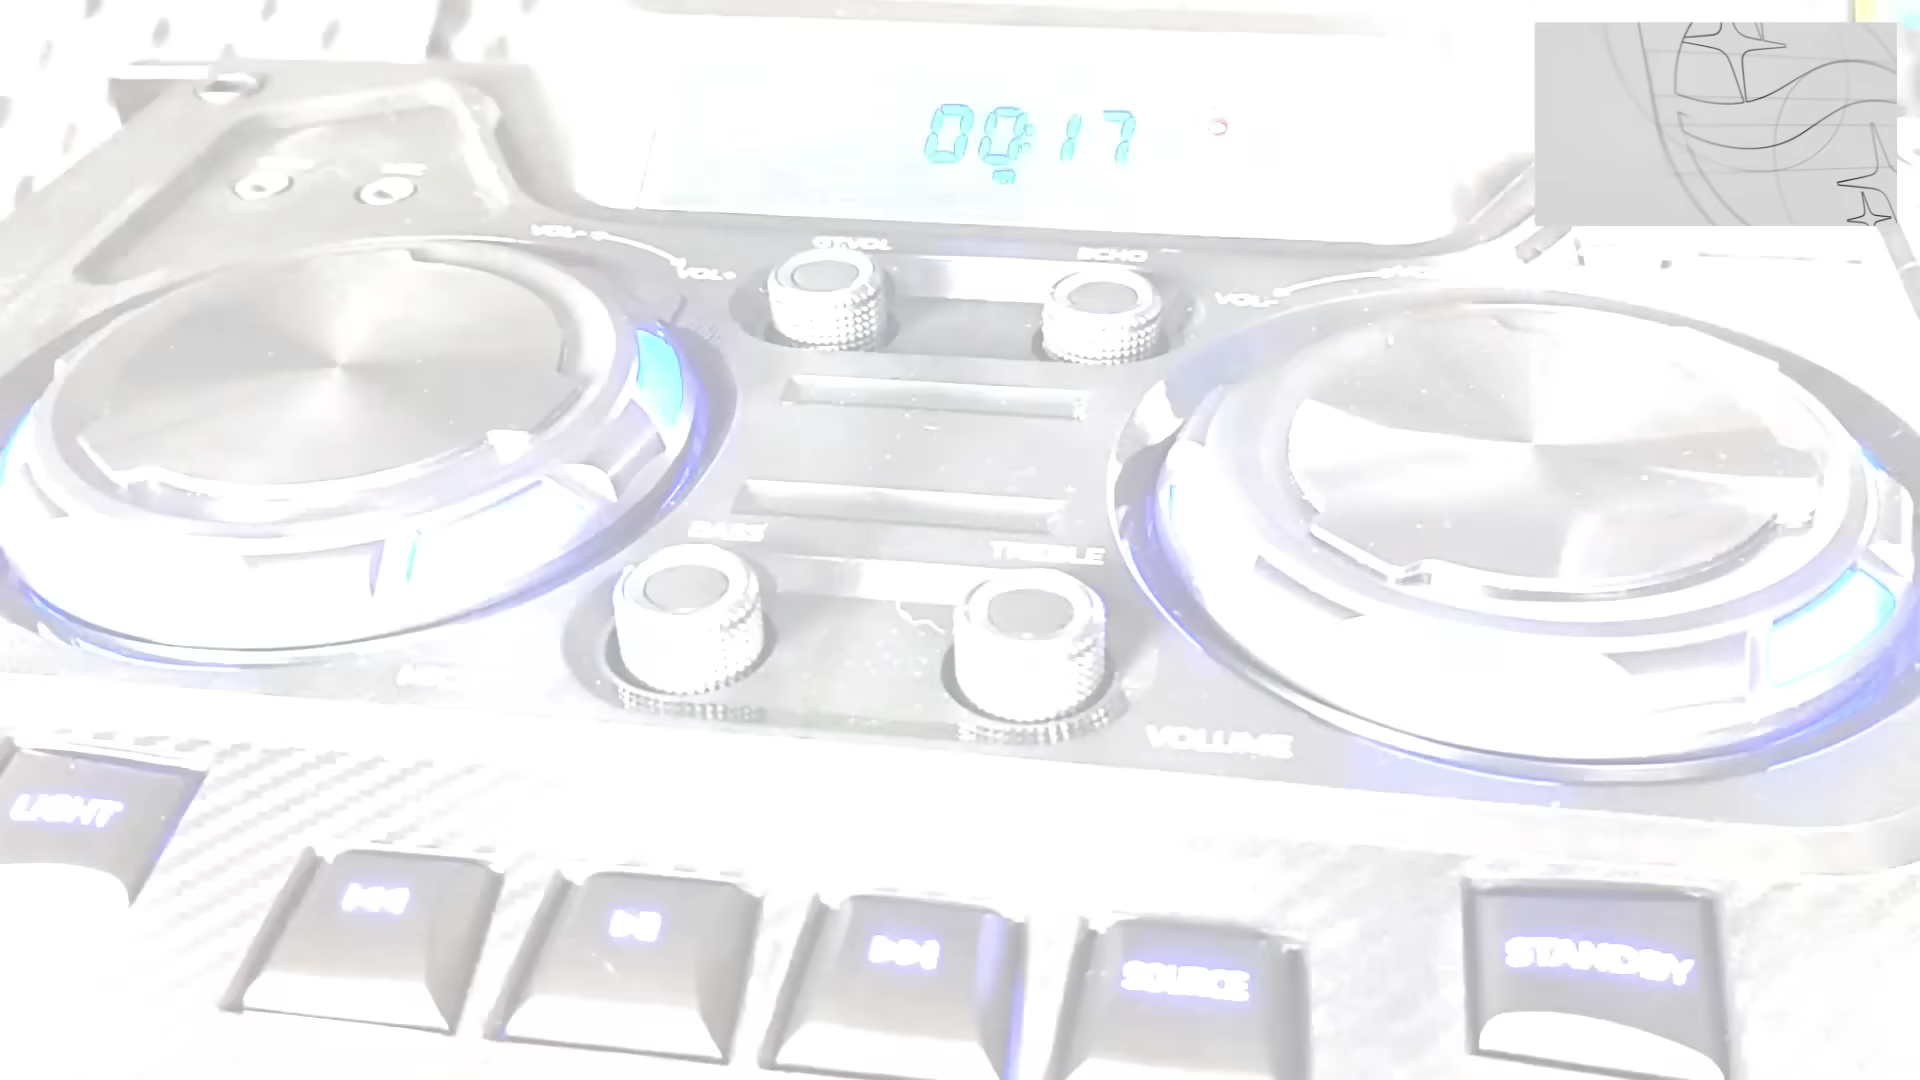 00:17
VOL- VOL+
GT.VOL
ECHO
VOL-
BASS
TREBLE
VOLUME
LIGHT
SOURCE
STANDBY